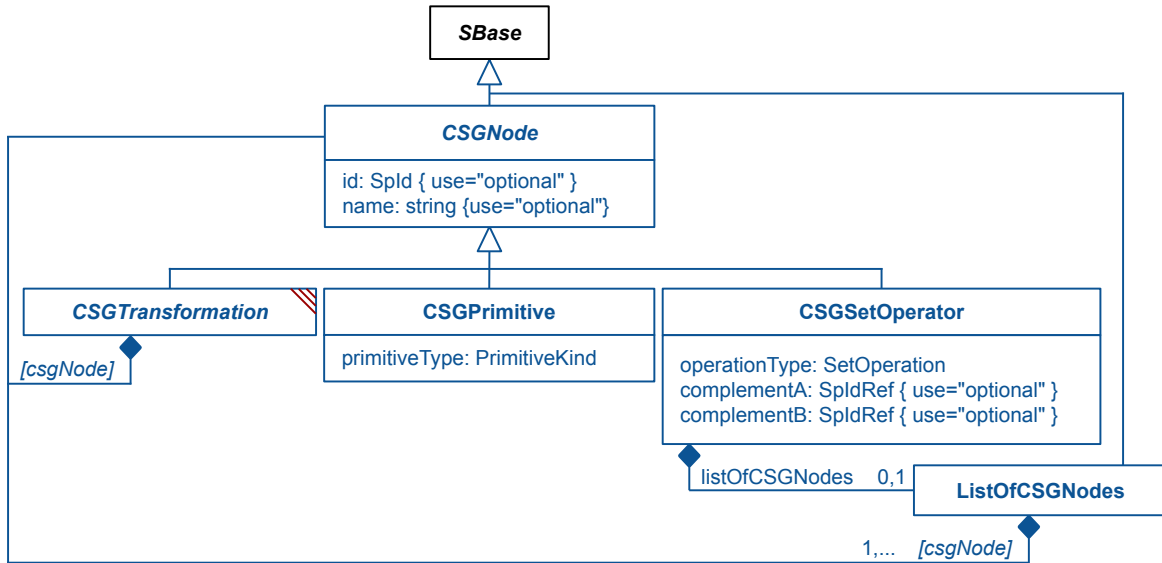 SBase
CSGNode
id: SpId { use="optional" }
name: string {use="optional"}
CSGTransformation
CSGPrimitive
CSGSetOperator
primitiveType: PrimitiveKind
operationType: SetOperation
complementA: SpIdRef { use="optional" }
complementB: SpIdRef { use="optional" }
[csgNode]
listOfCSGNodes 0,1
ListOfCSGNodes
1,... [csgNode]